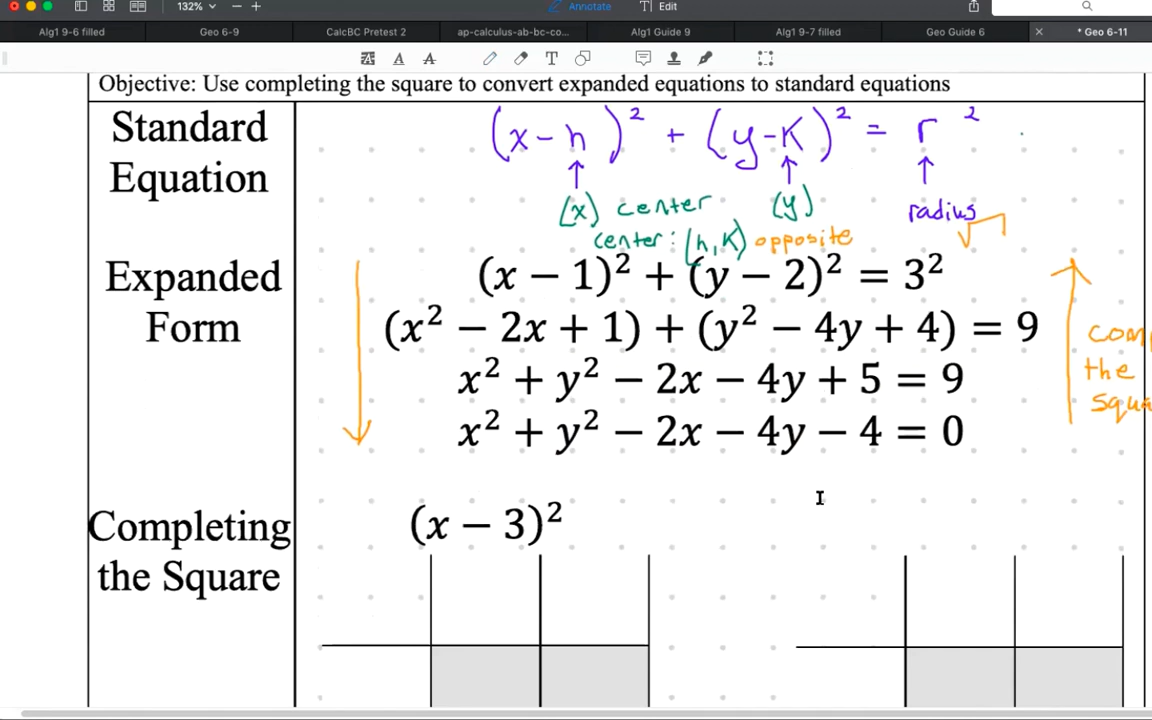 132%
Annotate
Edit
Alg1 9-6 filled
Geo 6-9
CalcBC Pretest 2
ap-calculus-ab-bc-co...
Alg1 Guide 9
Alg1 9-7 filled
Geo Guide 6
* Geo 6-11
Objective: Use completing the square to convert expanded equations to standard equations
Standard
Equation
(x-h)² + (y-K)² = r²
(x) center (y) radius
center: (h,K) opposite √
Expanded
Form
(x − 1)² + (y − 2)² = 3²
(x² − 2x + 1) + (y² − 4y + 4) = 9
x² + y² − 2x − 4y + 5 = 9
x² + y² − 2x − 4y − 4 = 0
the
Completing
the Square
(x − 3)²